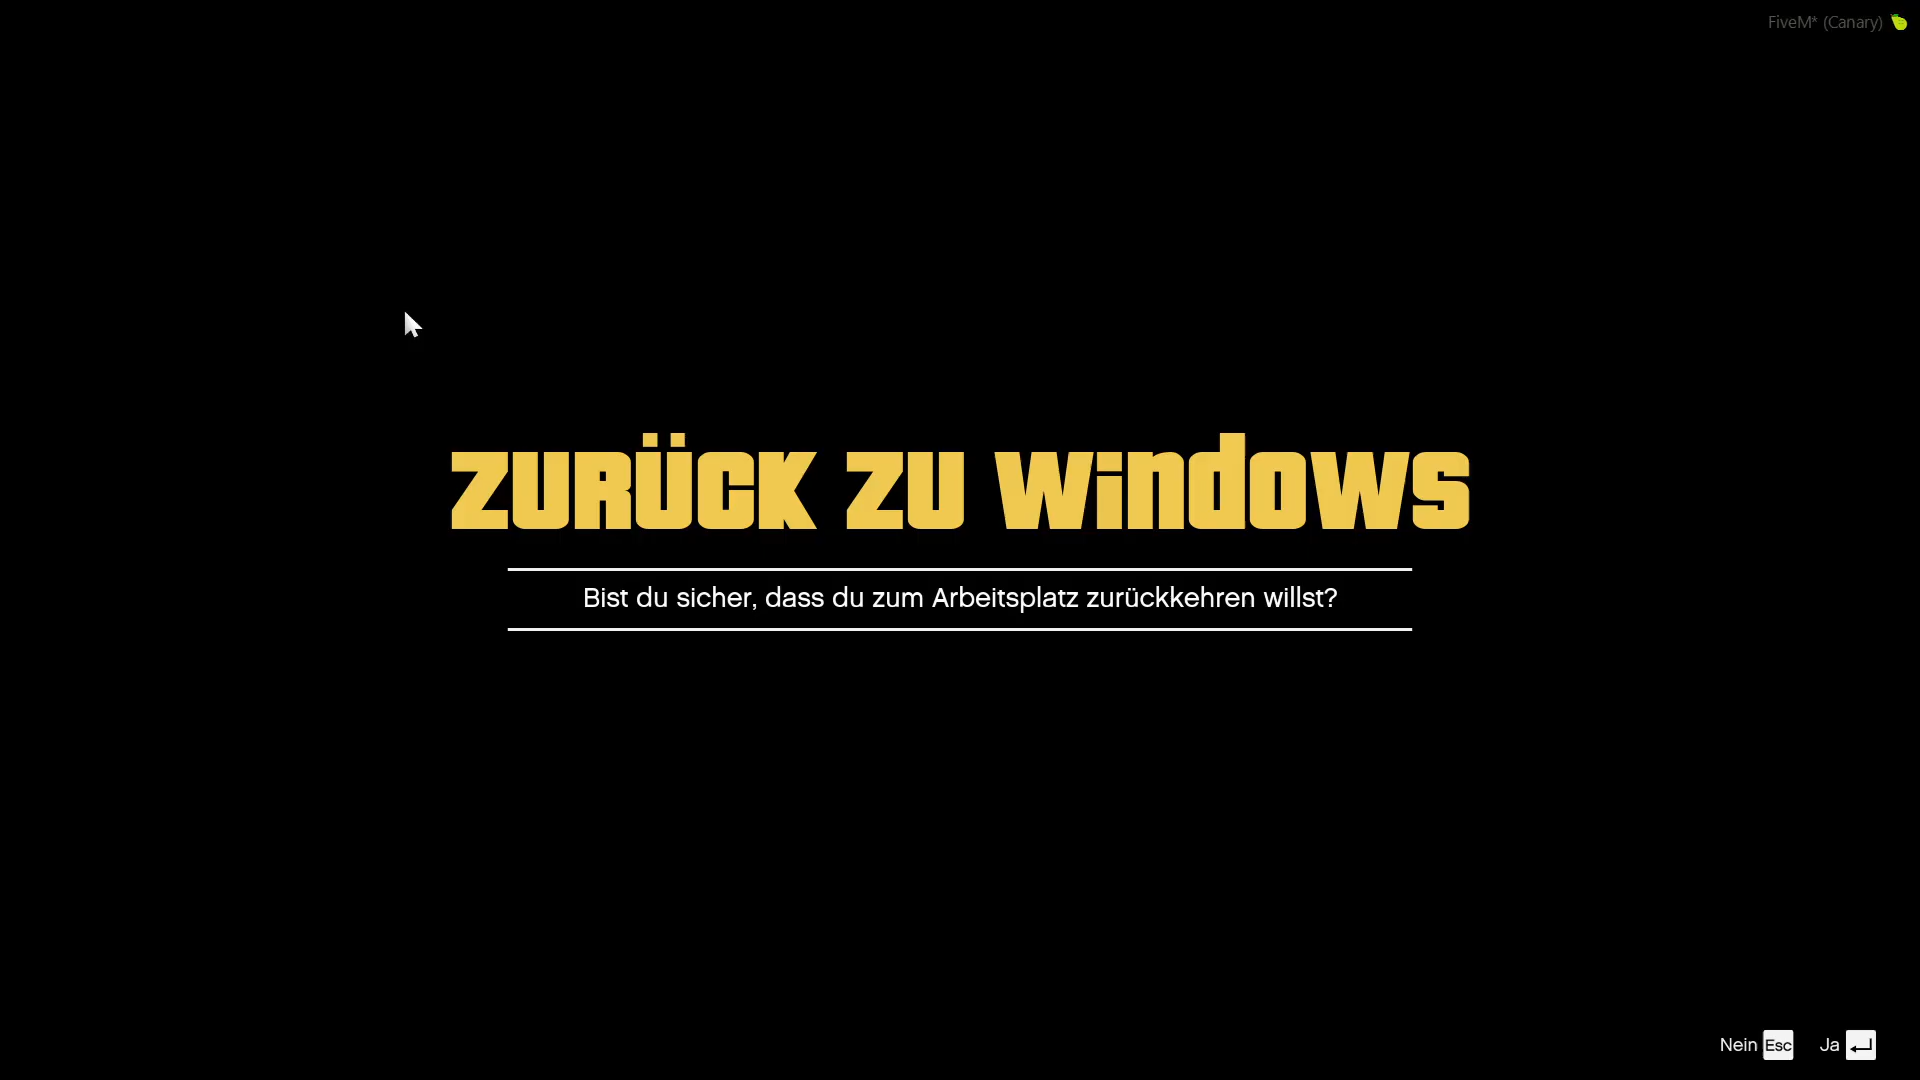 FiveM* (Canary)
Zurück zu Windows
Bist du sicher, dass du zum Arbeitsplatz zurückkehren willst?
Nein Esc Ja